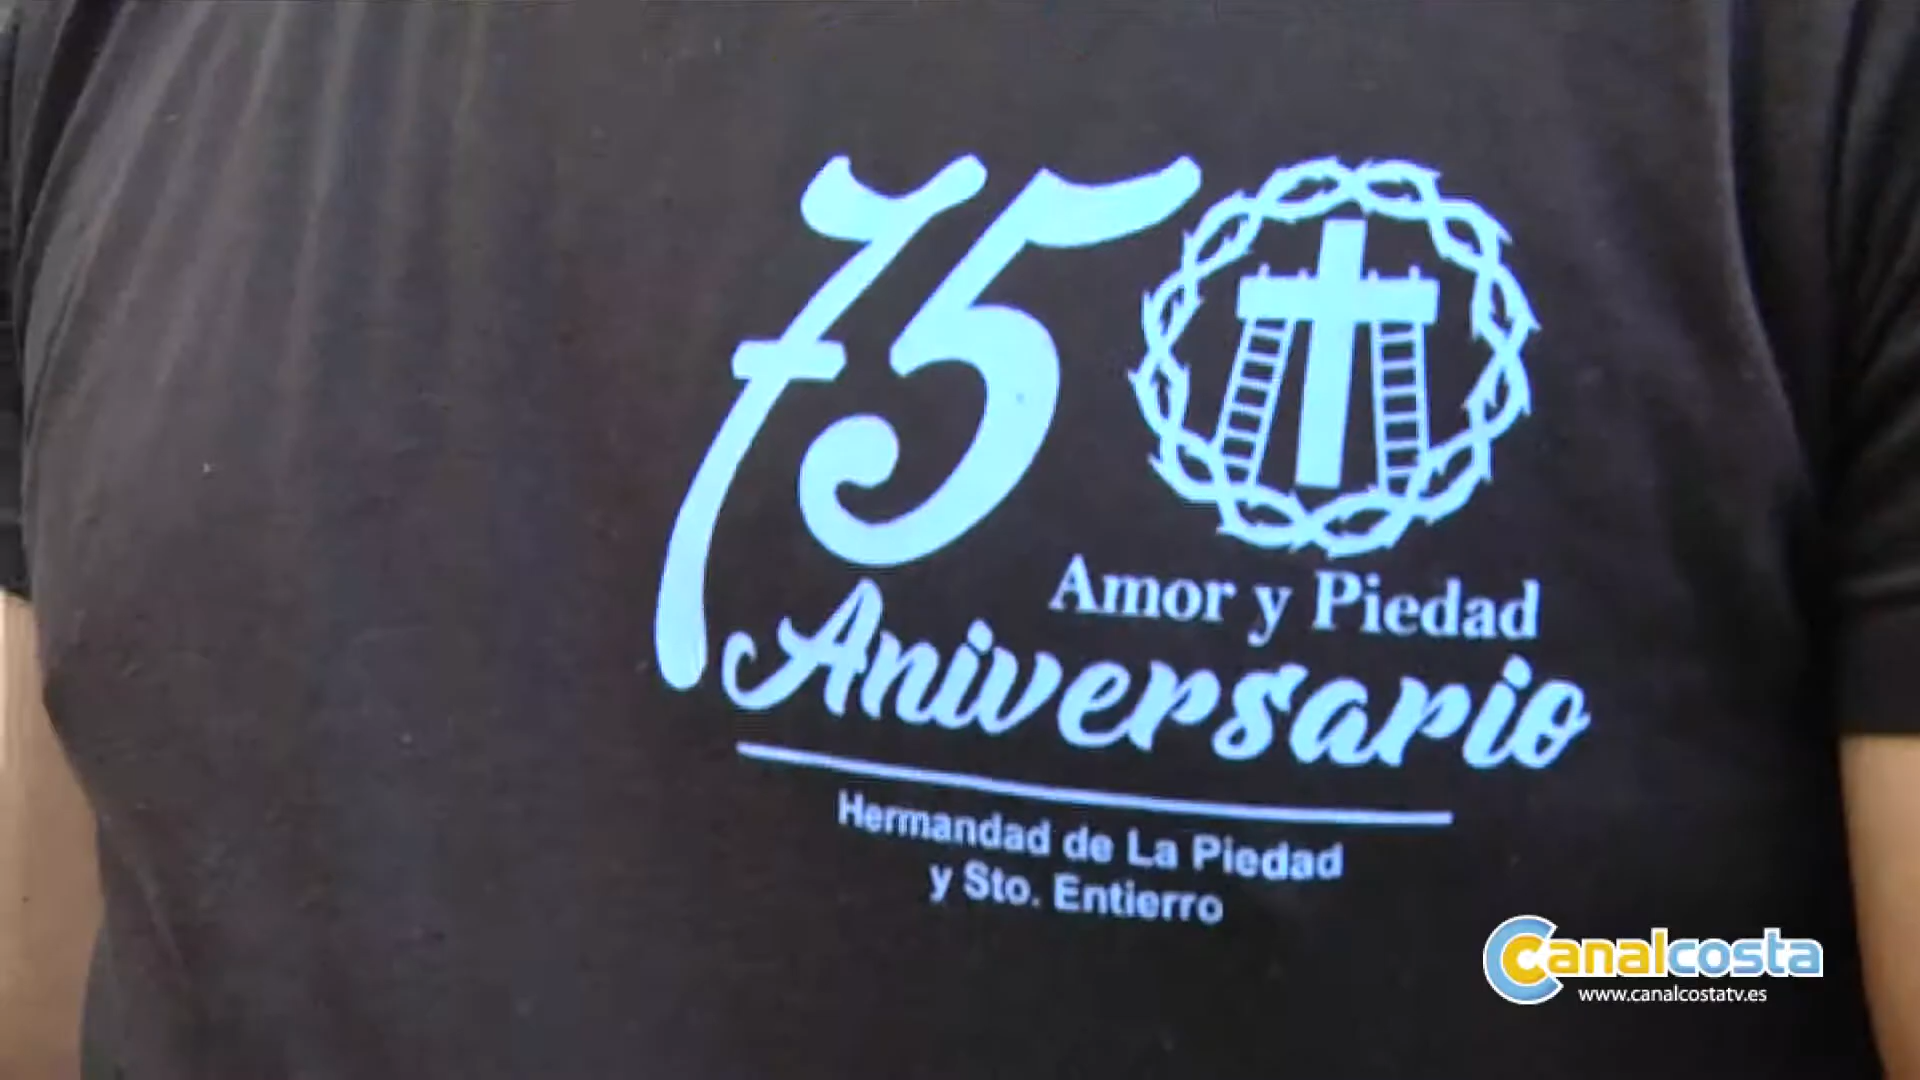 75
Amor y Piedad
Aniversario
Hermandad de La Piedad
y Sto. Entierro
Canalcosta
www.canalcostatv.es